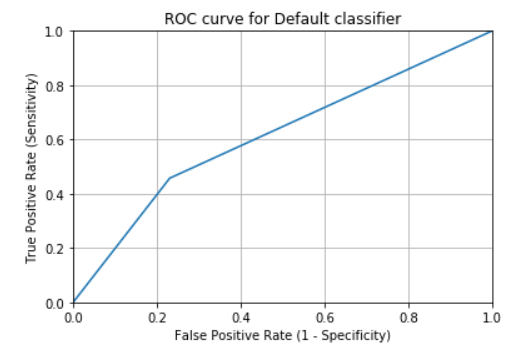 ROC curve for Default classifier
1.0
0.8
0.6
0.4
0.2
0.0
True Positive Rate (Sensitivity)
0.0 0.2 0.4 0.6 0.8 1.0
False Positive Rate (1 - Specificity)